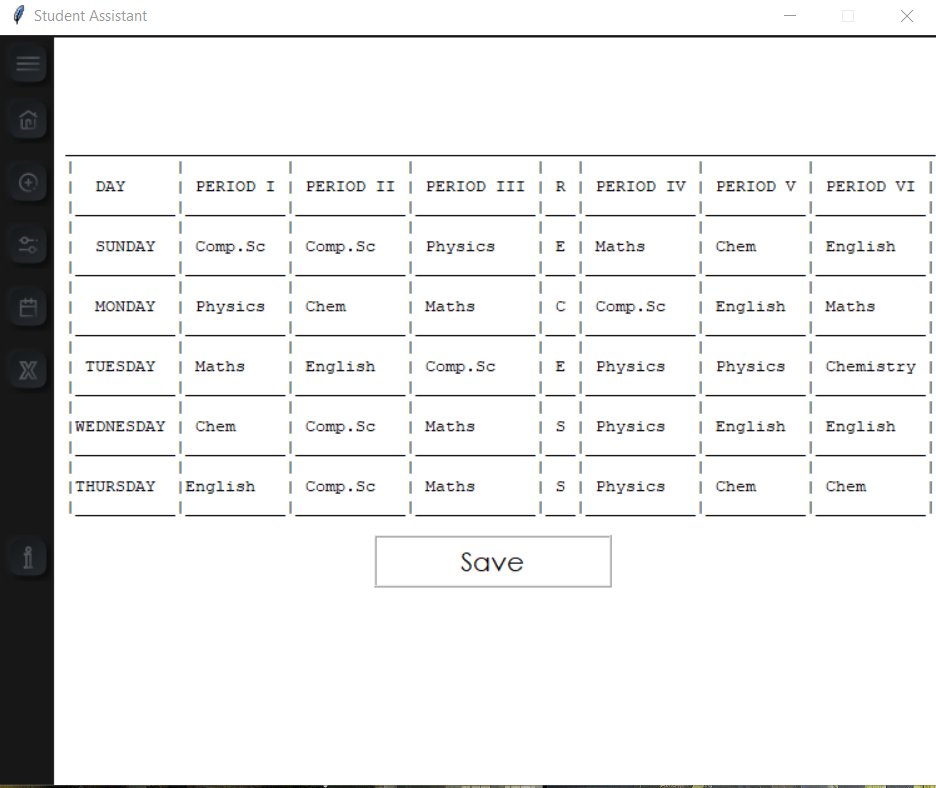 Student Assistant
DAY PERIOD I PERIOD II PERIOD III R PERIOD IV PERIOD V PERIOD VI
SUNDAY Comp.Sc Comp.Sc Physics E Maths Chem English
MONDAY Physics Chem Maths C Comp.Sc English Maths
TUESDAY Maths English Comp.Sc E Physics Physics Chemistry
WEDNESDAY Chem Comp.Sc Maths S Physics English English
THURSDAY English Comp.Sc Maths S Physics Chem Chem
Save